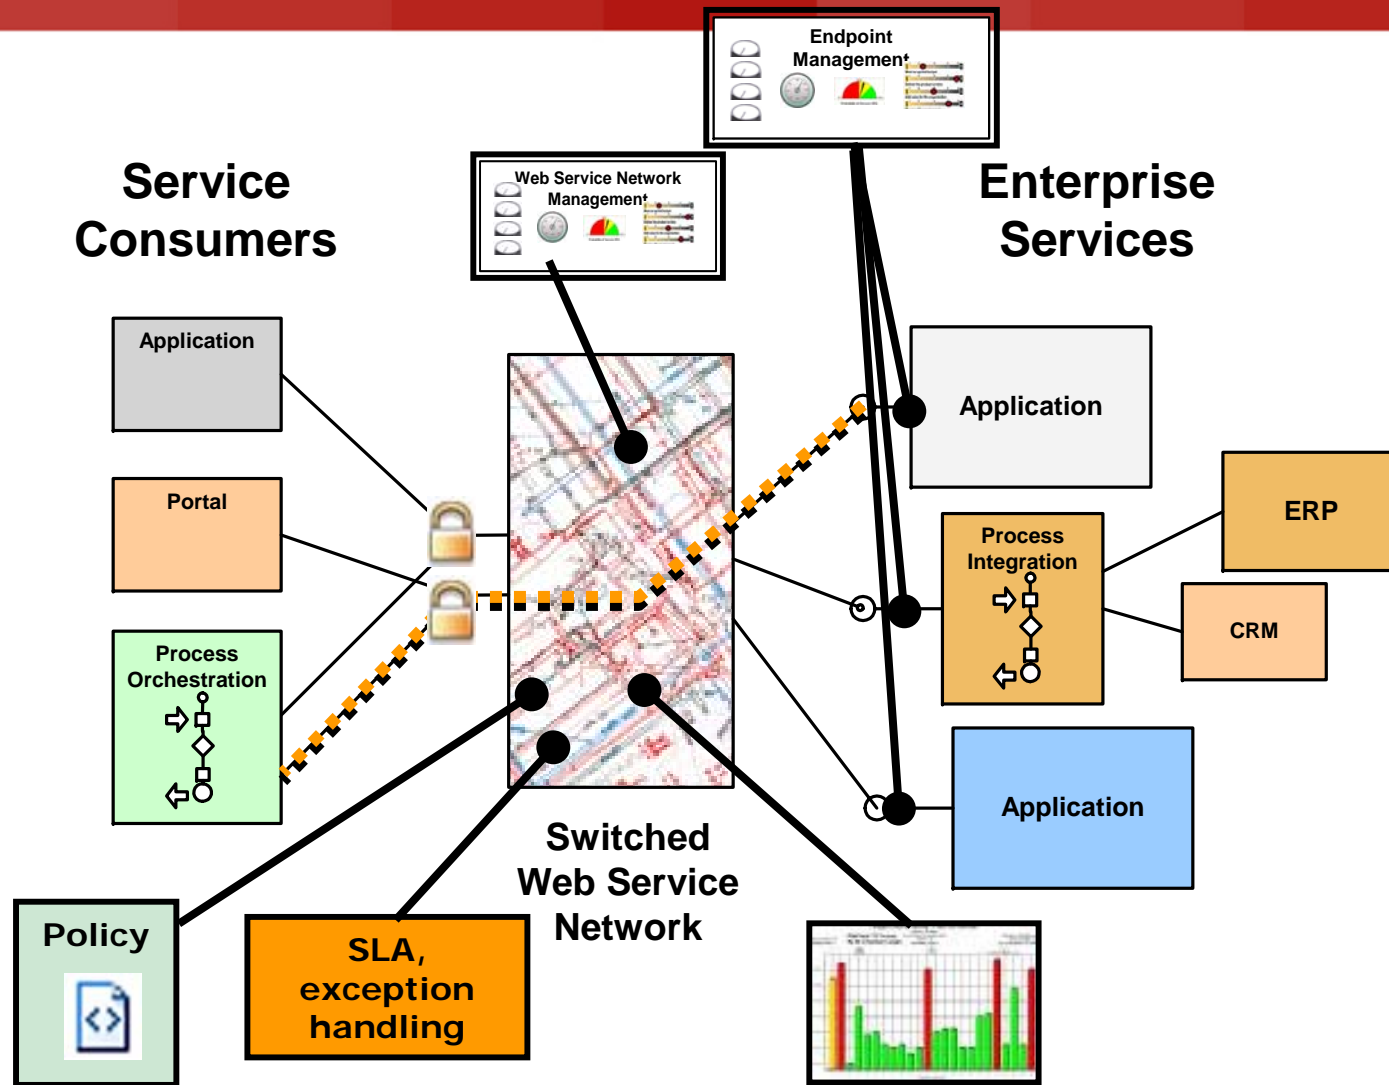 Endpoint
Management
Web Service Network
Management
Service
Consumers
Enterprise
Services
Application
Portal
Process
Orchestration
Application
Process
Integration
ERP
CRM
Application
Switched
Web Service
Network
Policy
SLA,
exception
handling